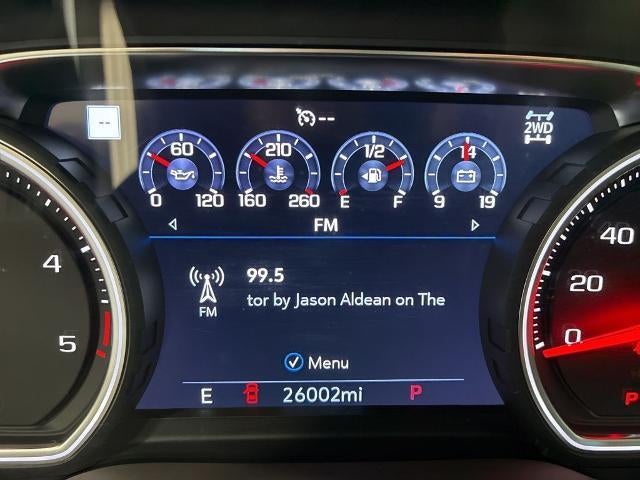 --
--
2WD
60
0 120
210
160 260
1/2
E F
14
9 19
FM
99.5
tor by Jason Aldean on The
FM
Menu
E 26002mi P
4
5
40
20
0
P